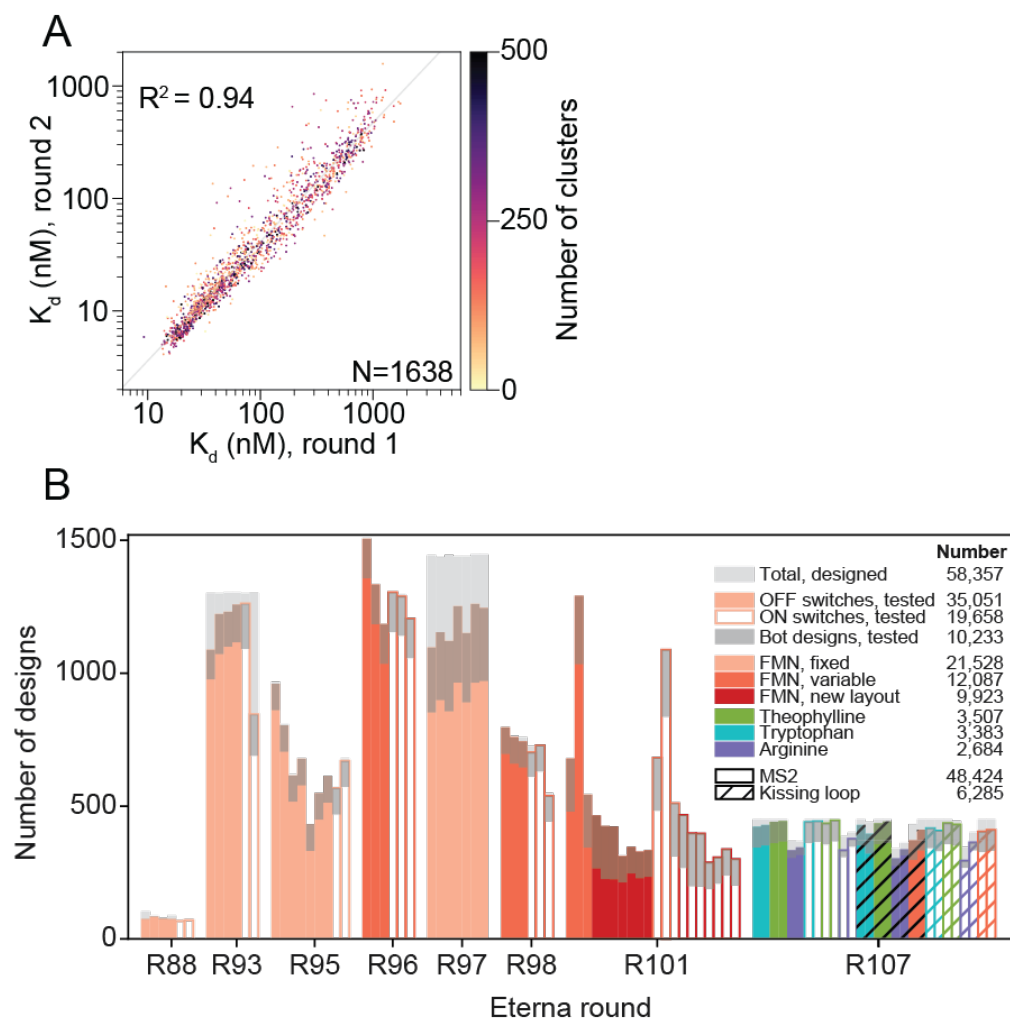 A
R² = 0.94
N=1638
1000
100
10
K_d (nM), round 2
10
100
1000
K_d (nM), round 1
500
250
0
Number of clusters
B
1500
1000
500
0
Number of designs
Number
Total, designed 58,357
OFF switches, tested 35,051
ON switches, tested 19,658
Bot designs, tested 10,233
FMN, fixed 21,528
FMN, variable 12,087
FMN, new layout 9,923
Theophylline 3,507
Tryptophan 3,383
Arginine 2,684
MS2 48,424
Kissing loop 6,285
R88 R93 R95 R96 R97 R98 R101 R107
Eterna round